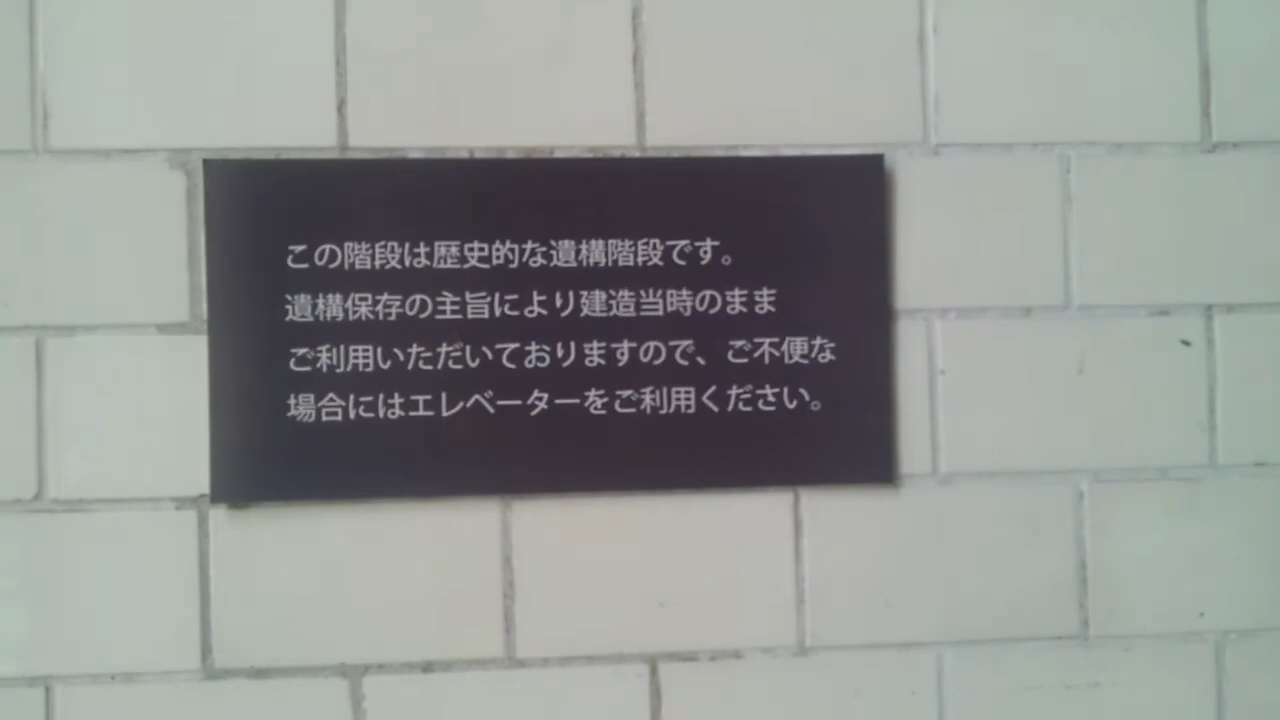 この階段は歴史的な遺構階段です。
遺構保存の主旨により建造当時のまま
ご利用いただいておりますので、ご不便な
場合にはエレベーターをご利用ください。